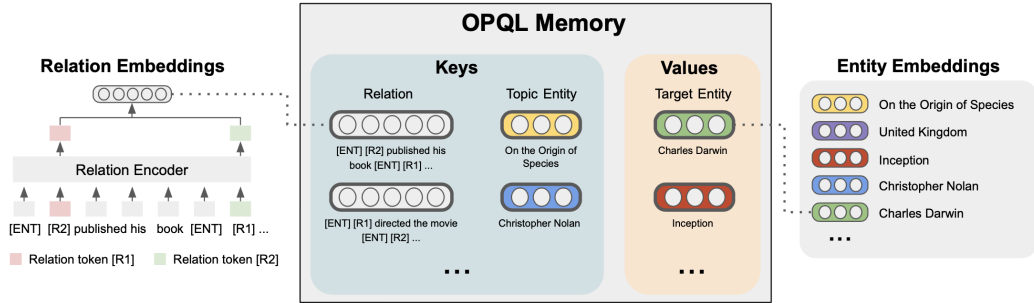 OPQL Memory
Relation Embeddings
Relation Encoder
[ENT] [R2] published his book [ENT] [R1] ...
Relation token [R1]
Relation token [R2]
Keys
Relation
Topic Entity
[ENT] [R2] published his
book [ENT] [R1] ...
On the Origin of
Species
[ENT] [R1] directed the movie
[ENT] [R2] ...
Christopher Nolan
...
Values
Target Entity
Charles Darwin
Inception
...
Entity Embeddings
On the Origin of Species
United Kingdom
Inception
Christopher Nolan
Charles Darwin
...